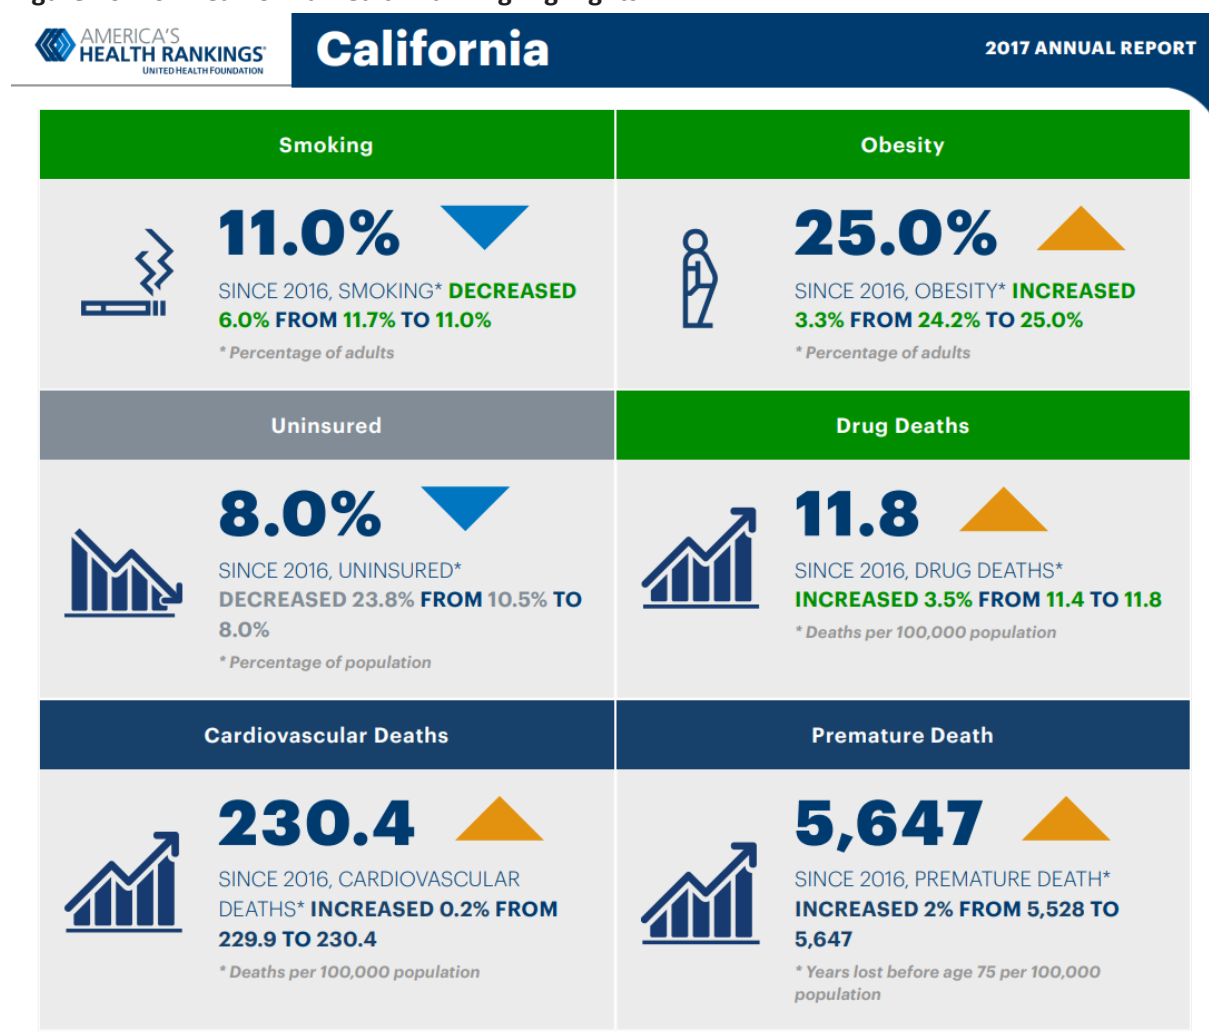 AMERICA'S
HEALTH RANKINGS®
UNITED HEALTH FOUNDATION
California
2017 ANNUAL REPORT
Smoking
11.0%
SINCE 2016, SMOKING* DECREASED
6.0% FROM 11.7% TO 11.0%
* Percentage of adults
Obesity
25.0%
SINCE 2016, OBESITY* INCREASED
3.3% FROM 24.2% TO 25.0%
* Percentage of adults
Uninsured
8.0%
SINCE 2016, UNINSURED*
DECREASED 23.8% FROM 10.5% TO
8.0%
* Percentage of population
Drug Deaths
11.8
SINCE 2016, DRUG DEATHS*
INCREASED 3.5% FROM 11.4 TO 11.8
* Deaths per 100,000 population
Cardiovascular Deaths
230.4
SINCE 2016, CARDIOVASCULAR
DEATHS* INCREASED 0.2% FROM
229.9 TO 230.4
* Deaths per 100,000 population
Premature Death
5,647
SINCE 2016, PREMATURE DEATH*
INCREASED 2% FROM 5,528 TO
5,647
* Years lost before age 75 per 100,000
population